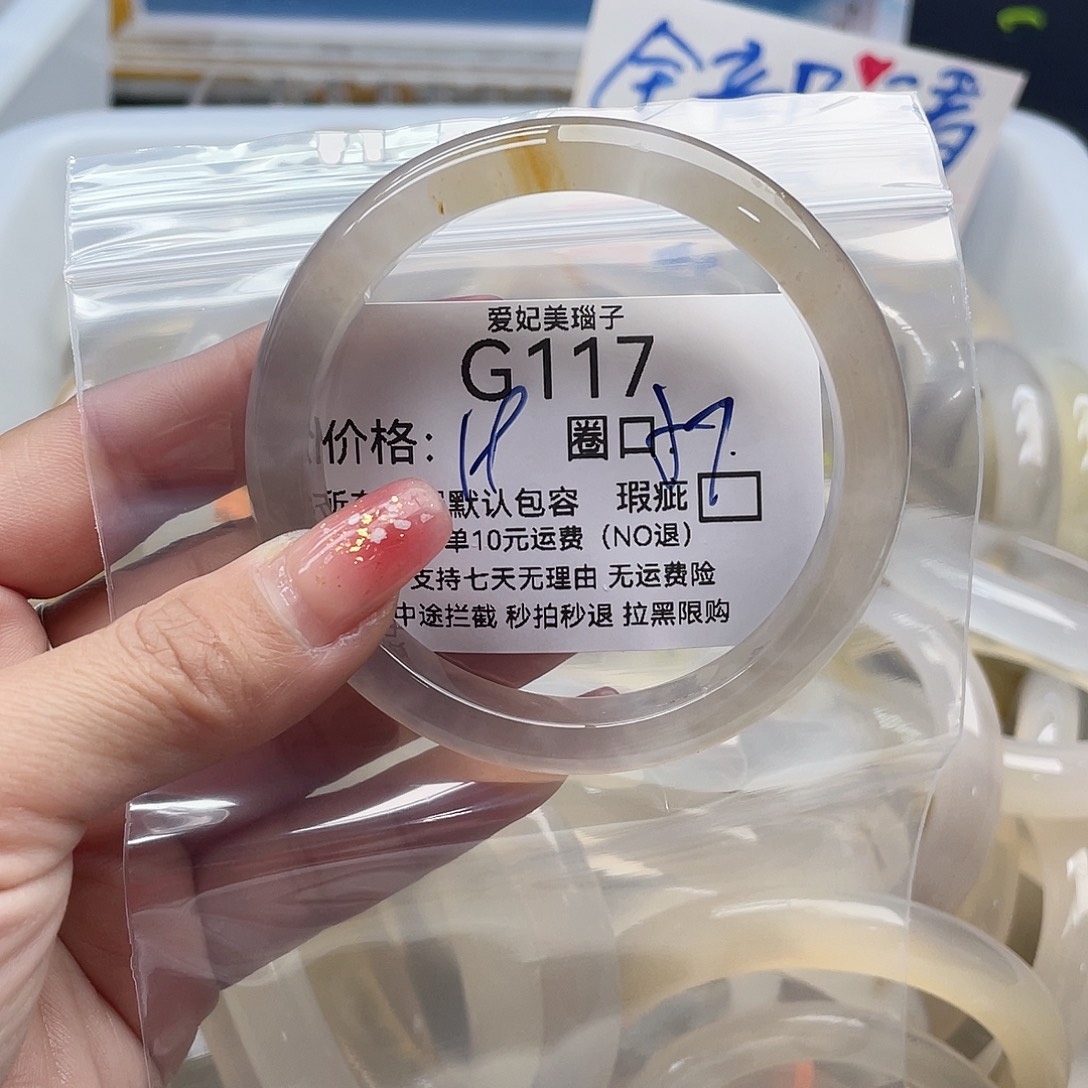 爱妃美瑙子
G117
价格： 圈口 57
默认包容 瑕疵
单10元运费（NO退）
支持七天无理由 无运费险
中途拦截 秒拍秒退 拉黑限购